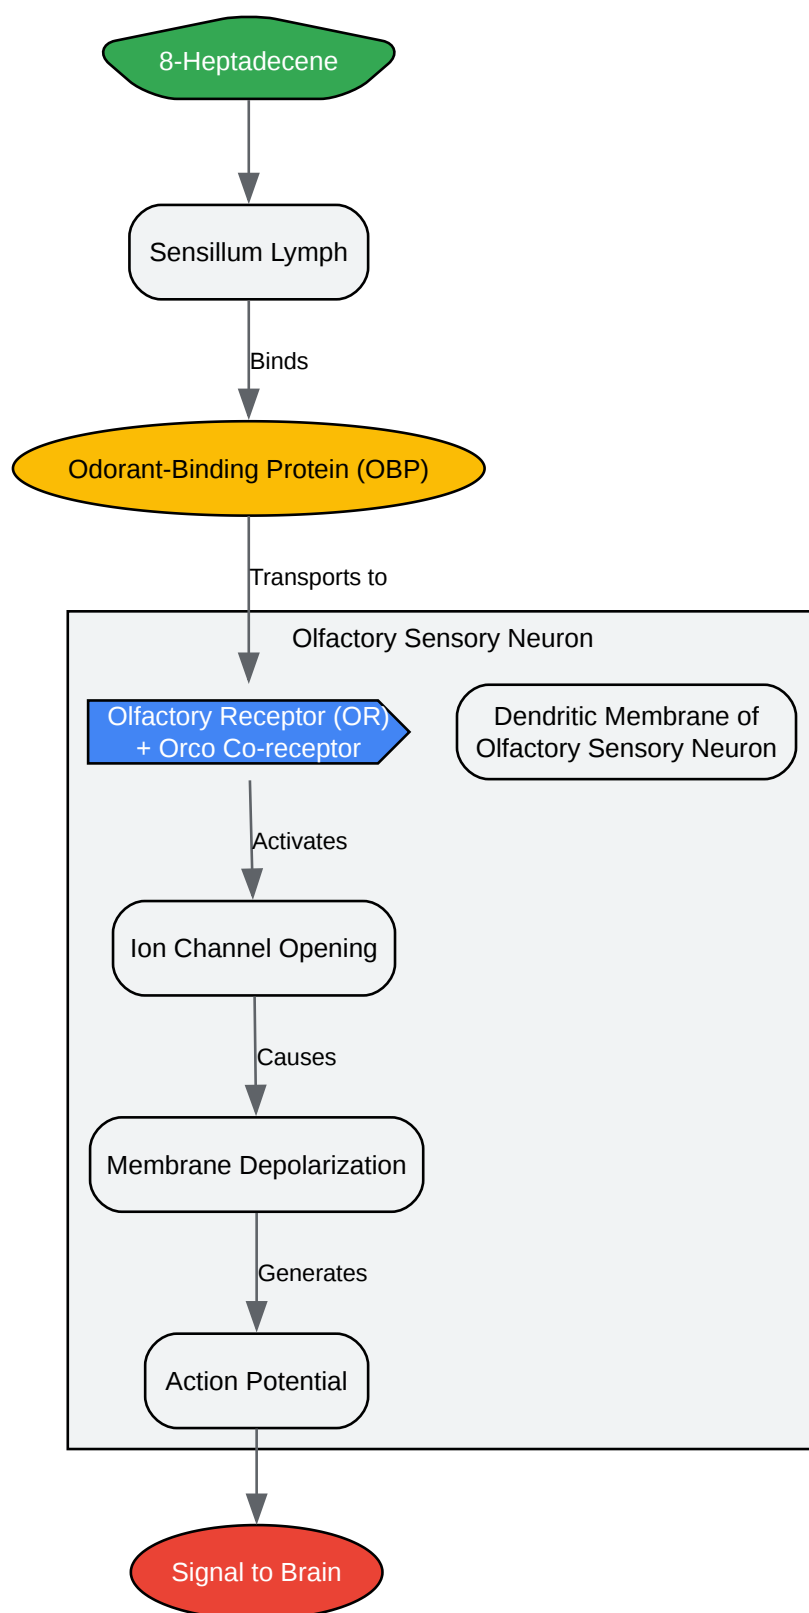 8-Heptadecene
Sensillum Lymph
Binds
Odorant-Binding Protein (OBP)
Transports to
Olfactory Sensory Neuron
Olfactory Receptor (OR)
+ Orco Co-receptor
Dendritic Membrane of
Olfactory Sensory Neuron
Activates
Ion Channel Opening
Causes
Membrane Depolarization
Generates
Action Potential
Signal to Brain